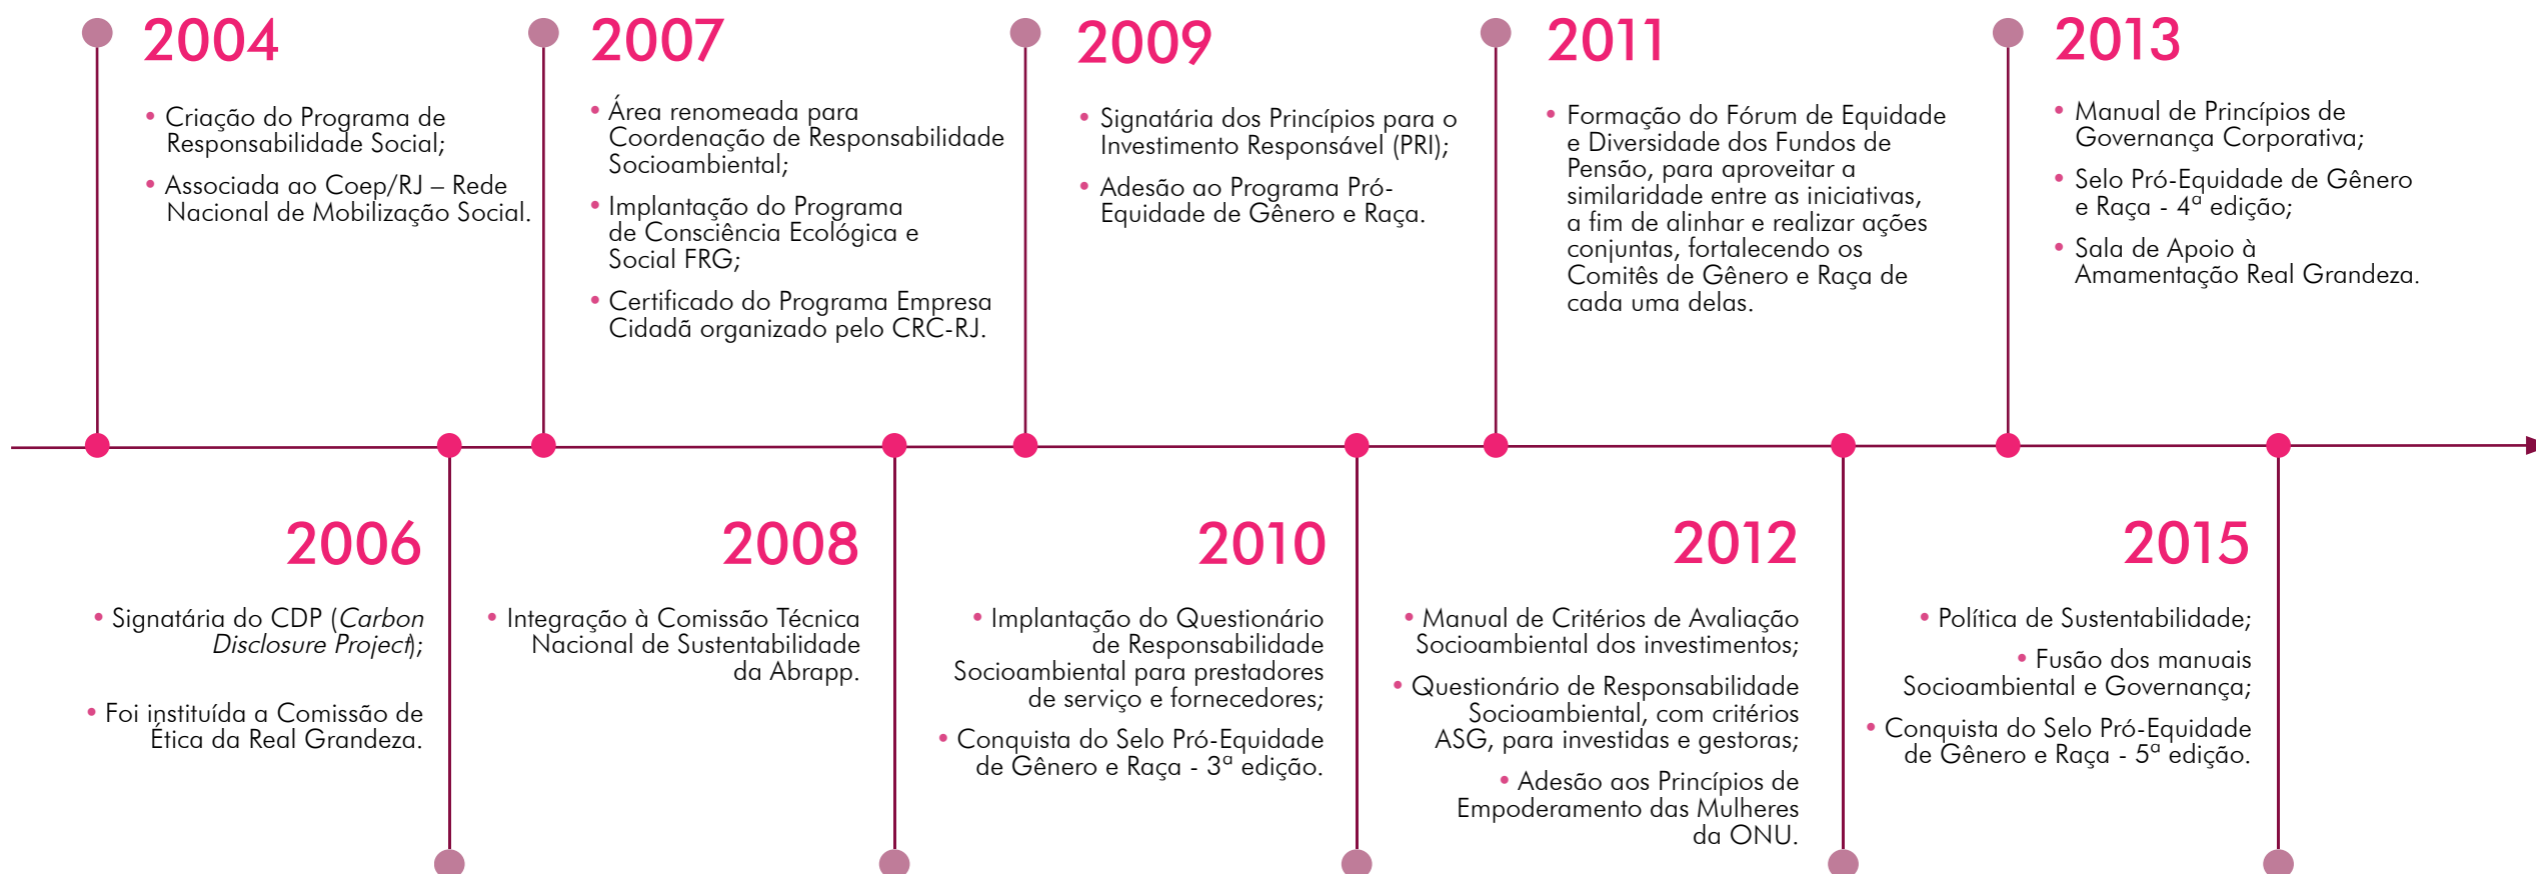 2004
• Criação do Programa de
Responsabilidade Social;
• Associada ao Coep/RJ – Rede
Nacional de Mobilização Social.
2007
• Área renomeada para
Coordenação de Responsabilidade
Socioambiental;
• Implantação do Programa
de Consciência Ecológica e
Social FRG;
• Certificado do Programa Empresa
Cidadã organizado pelo CRC-RJ.
2009
• Signatária dos Princípios para o
Investimento Responsável (PRI);
• Adesão ao Programa Pró-
Equidade de Gênero e Raça.
2011
• Formação do Fórum de Equidade
e Diversidade dos Fundos de
Pensão, para aproveitar a
similaridade entre as iniciativas,
a fim de alinhar e realizar ações
conjuntas, fortalecendo os
Comitês de Gênero e Raça de
cada uma delas.
2013
• Manual de Princípios de
Governança Corporativa;
• Selo Pró-Equidade de Gênero
e Raça - 4ª edição;
• Sala de Apoio à
Amamentação Real Grandeza.
2006
• Signatária do CDP (Carbon
Disclosure Project);
• Foi instituída a Comissão de
Ética da Real Grandeza.
2008
• Integração à Comissão Técnica
Nacional de Sustentabilidade
da Abrapp.
2010
• Implantação do Questionário
de Responsabilidade
Socioambiental para prestadores
de serviço e fornecedores;
• Conquista do Selo Pró-Equidade
de Gênero e Raça - 3ª edição.
2012
• Manual de Critérios de Avaliação
Socioambiental dos investimentos;
• Questionário de Responsabilidade
Socioambiental, com critérios
ASG, para investidas e gestoras;
• Adesão aos Princípios de
Empoderamento das Mulheres
da ONU.
2015
• Política de Sustentabilidade;
• Fusão dos manuais
Socioambiental e Governança;
• Conquista do Selo Pró-Equidade
de Gênero e Raça - 5ª edição.